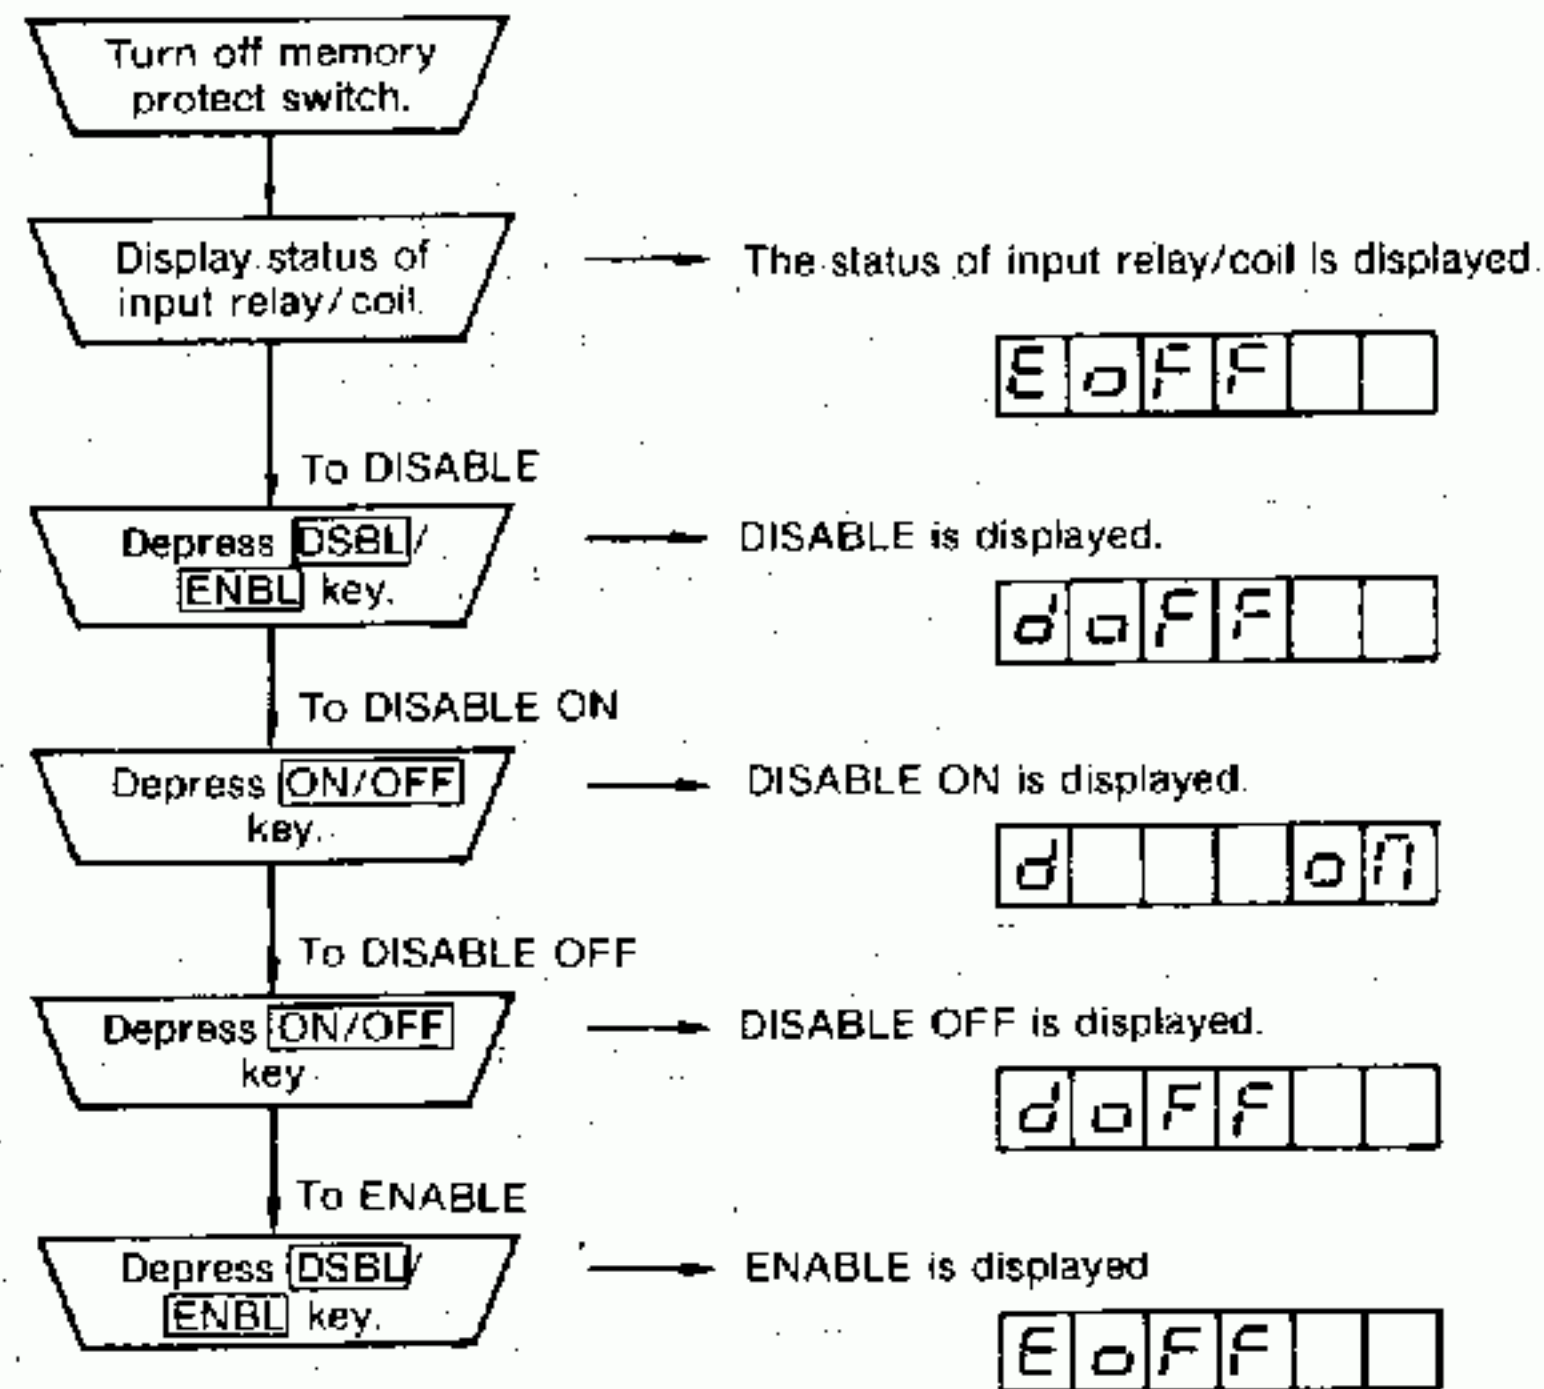 Turn off memory
protect switch.
Display status of
input relay/coil.
The status of input relay/coil is displayed.
E o F F
To DISABLE
Depress DSBL/
ENBL key.
DISABLE is displayed.
d o F F
To DISABLE ON
Depress ON/OFF
key.
DISABLE ON is displayed.
d o n
To DISABLE OFF
Depress ON/OFF
key.
DISABLE OFF is displayed.
d o F F
To ENABLE
Depress DSBL/
ENBL key.
ENABLE is displayed
E o F F